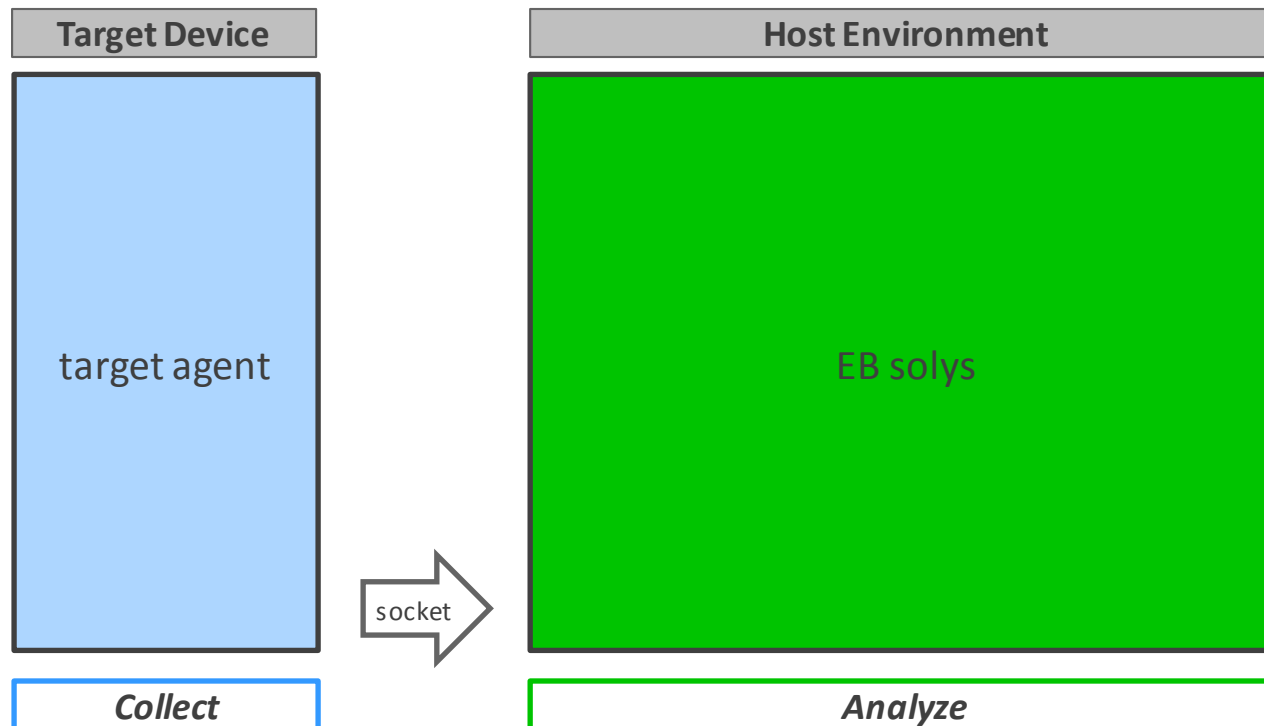 Target Device
Host Environment
target agent
EB solys
socket
Collect
Analyze